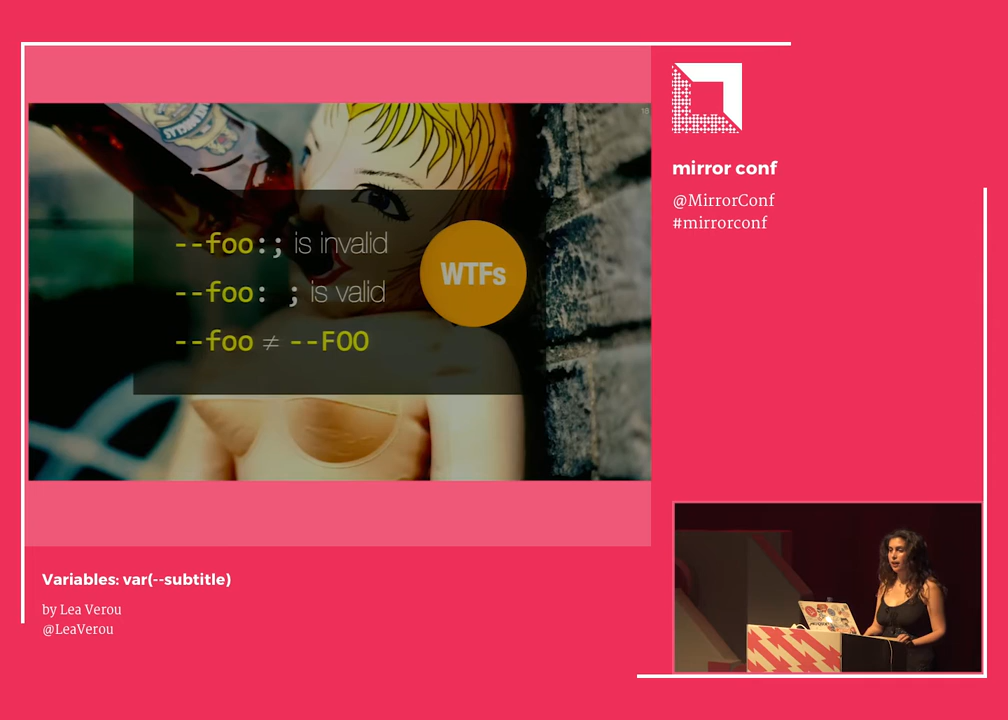 18
--foo:; is invalid
--foo: ; is valid
--foo ≠ --FOO
WTFs
mirror conf
@MirrorConf
#mirrorconf
Variables: var(--subtitle)
by Lea Verou
@LeaVerou